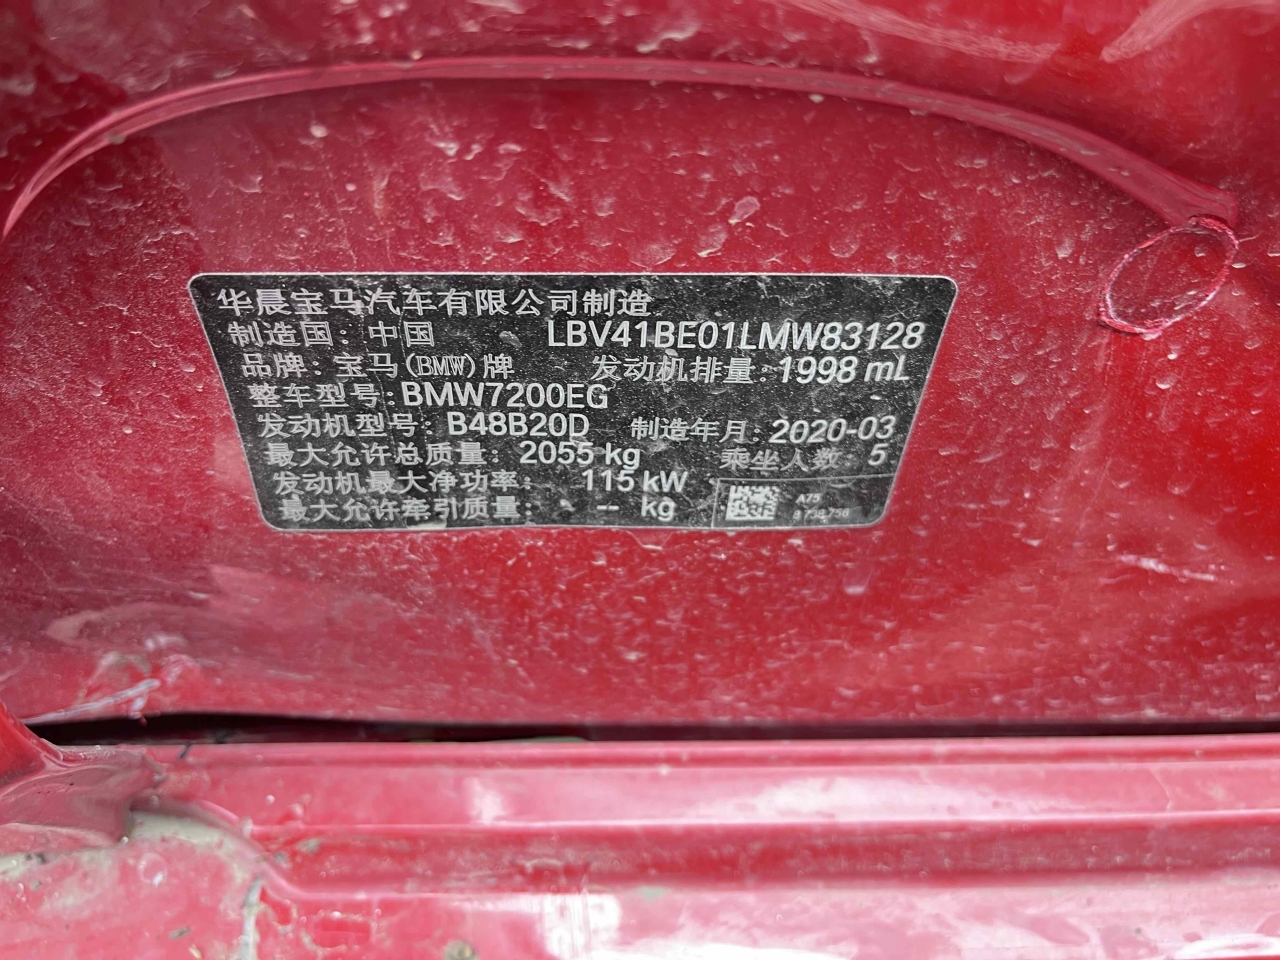 华晨宝马汽车有限公司制造
制造国：中国 LBV41BE01LMW83128
品牌：宝马(BMW)牌 发动机排量：1998 mL
整车型号：BMW7200EG
发动机型号：B48B20D 制造年月：2020-03
最大允许总质量：2055 kg 乘坐人数：5
发动机最大净功率： 115 kW
最大允许牵引质量： -- kg
A75
8 738 756